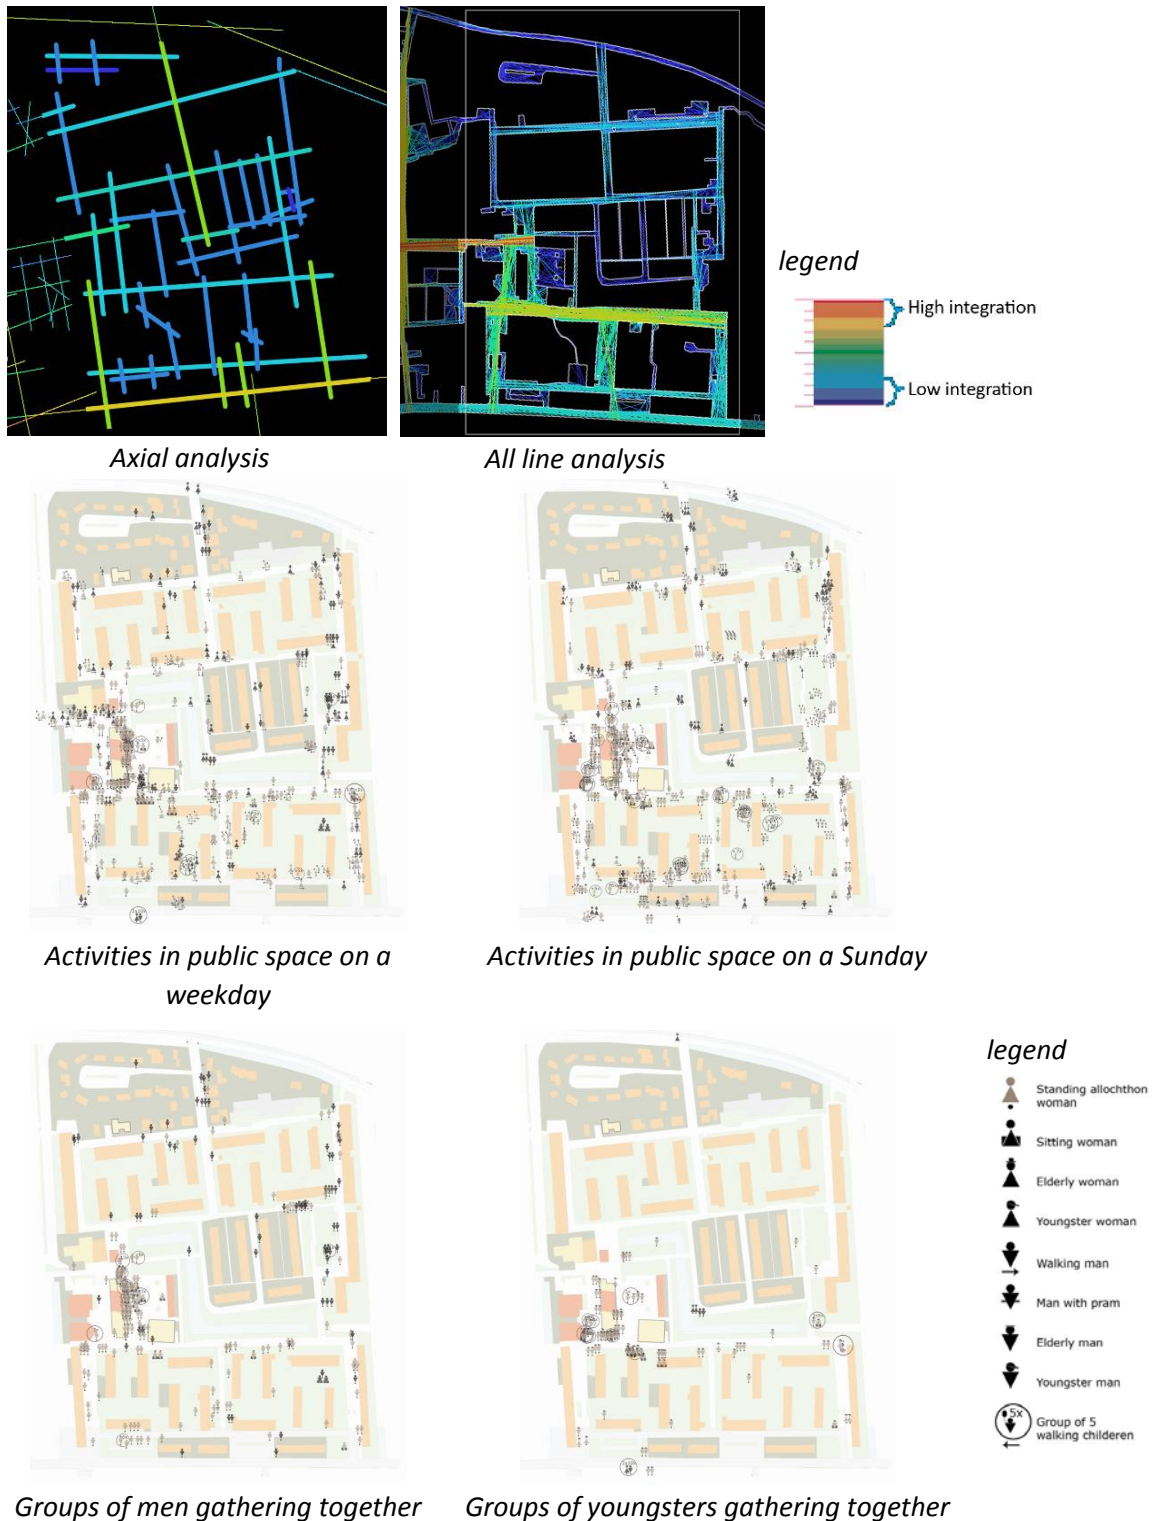 legend
High integration
Low integration
Axial analysis
All line analysis
Activities in public space on a
weekday
Activities in public space on a Sunday
legend
Standing allochthon
woman
Sitting woman
Elderly woman
Youngster woman
Walking man
Man with pram
Elderly man
Youngster man
5x
Group of 5
walking childeren
Groups of men gathering together
Groups of youngsters gathering together